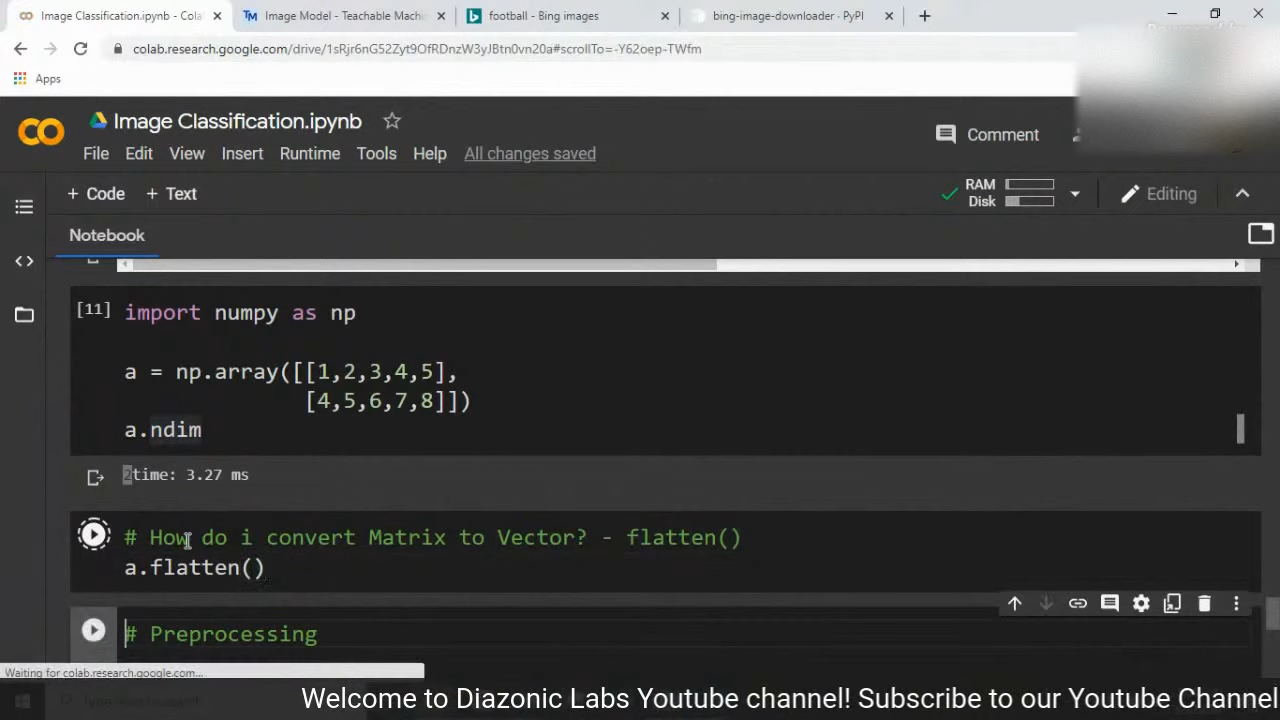 Image Classification.ipynb - Cola
Image Model - Teachable Machi
football - Bing images
bing-image-downloader · PyPI
colab.research.google.com/drive/1sRjr6nG52Zyt9OfRDnzW3yJBtn0vn20a#scrollTo=-Y62oep-TWfm
Apps
Image Classification.ipynb
Comment
File Edit View Insert Runtime Tools Help All changes saved
+ Code + Text
RAM
Disk
Editing
Notebook
[11] import numpy as np
a = np.array([[1,2,3,4,5],
[4,5,6,7,8]])
a.ndim
2time: 3.27 ms
# How do i convert Matrix to Vector? - flatten()
a.flatten()
# Preprocessing
Waiting for colab.research.google.com...
Welcome to Diazonic Labs Youtube channel! Subscribe to our Youtube Channel